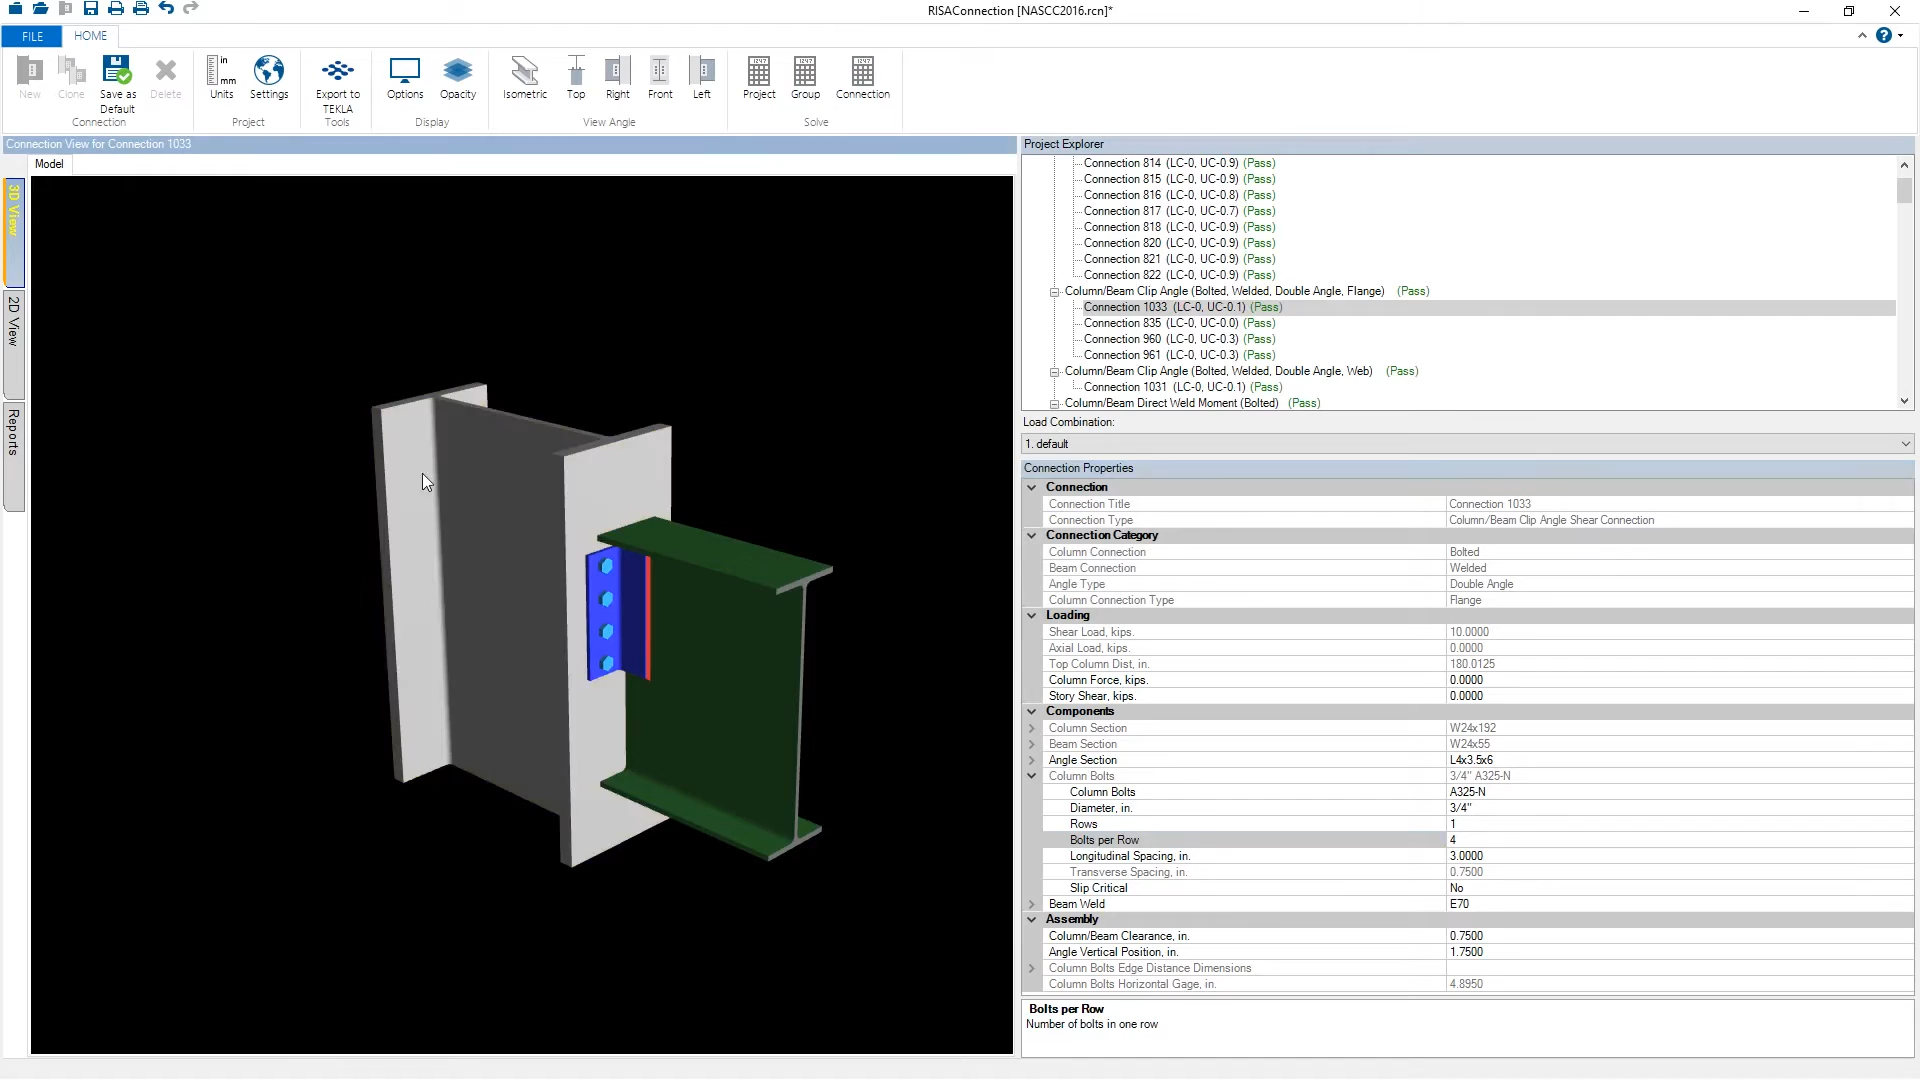 RISAConnection [NASCC2016.rcn]*
FILE
HOME
New
Clone
Save as
Default
Delete
Connection
in
mm
Units
Settings
Project
Export to
TEKLA
Tools
Options
Opacity
Display
Isometric
Top
Right
Front
Left
View Angle
Project
Group
Connection
Solve
Connection View for Connection 1033
Model
3D View
2D View
Reports
Project Explorer
Connection 814 (LC-0, UC-0.9) (Pass)
Connection 815 (LC-0, UC-0.9) (Pass)
Connection 816 (LC-0, UC-0.8) (Pass)
Connection 817 (LC-0, UC-0.7) (Pass)
Connection 818 (LC-0, UC-0.9) (Pass)
Connection 820 (LC-0, UC-0.9) (Pass)
Connection 821 (LC-0, UC-0.9) (Pass)
Connection 822 (LC-0, UC-0.9) (Pass)
Column/Beam Clip Angle (Bolted, Welded, Double Angle, Flange) (Pass)
Connection 1033 (LC-0, UC-0.1) (Pass)
Connection 835 (LC-0, UC-0.0) (Pass)
Connection 960 (LC-0, UC-0.3) (Pass)
Connection 961 (LC-0, UC-0.3) (Pass)
Column/Beam Clip Angle (Bolted, Welded, Double Angle, Web) (Pass)
Connection 1031 (LC-0, UC-0.1) (Pass)
Column/Beam Direct Weld Moment (Bolted) (Pass)
Load Combination:
1. default
Connection Properties
Connection
Connection Title Connection 1033
Connection Type Column/Beam Clip Angle Shear Connection
Connection Category
Column Connection Bolted
Beam Connection Welded
Angle Type Double Angle
Column Connection Type Flange
Loading
Shear Load, kips. 10.0000
Axial Load, kips. 0.0000
Top Column Dist, in. 180.0125
Column Force, kips. 0.0000
Story Shear, kips. 0.0000
Components
Column Section W24x192
Beam Section W24x55
Angle Section L4x3.5x6
Column Bolts 3/4" A325-N
Column Bolts A325-N
Diameter, in. 3/4"
Rows 1
Bolts per Row 4
Longitudinal Spacing, in. 3.0000
Transverse Spacing, in. 0.7500
Slip Critical No
Beam Weld E70
Assembly
Column/Beam Clearance, in. 0.7500
Angle Vertical Position, in. 1.7500
Column Bolts Edge Distance Dimensions
Column Bolts Horizontal Gage, in. 4.8950
Bolts per Row
Number of bolts in one row